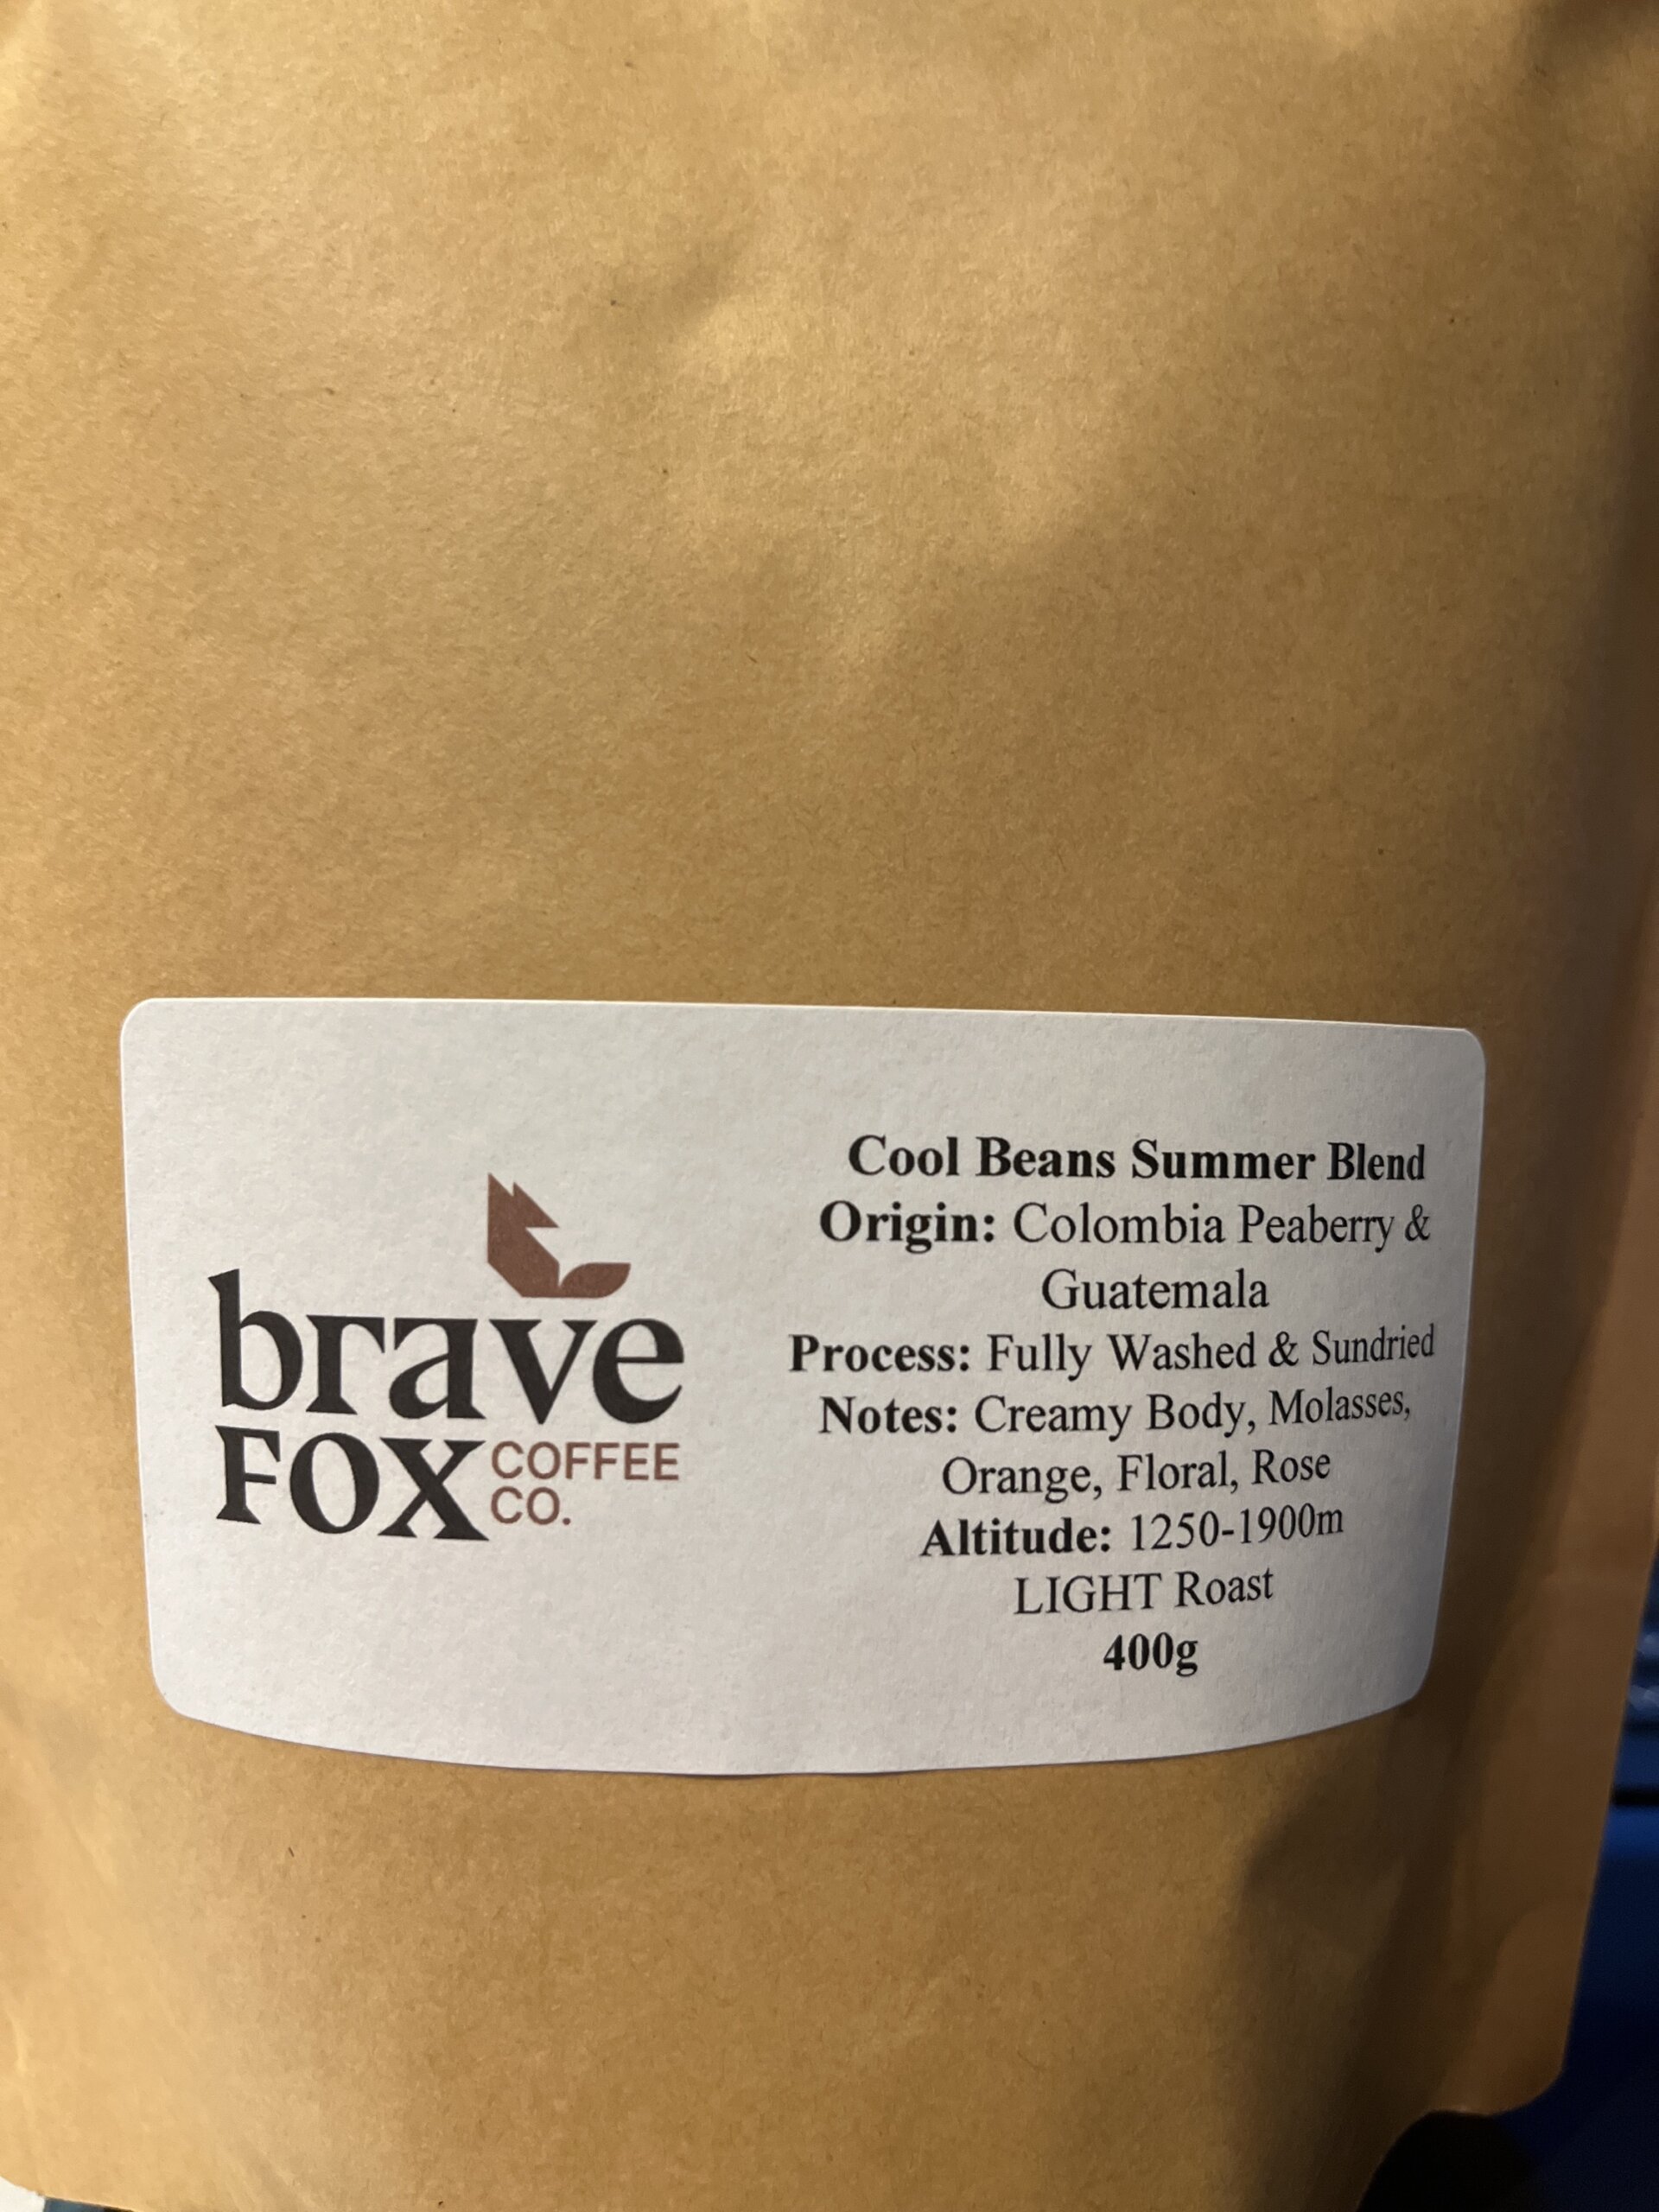 brave
FOX COFFEE
CO.
Cool Beans Summer Blend
Origin: Colombia Peaberry &
Guatemala
Process: Fully Washed & Sundried
Notes: Creamy Body, Molasses,
Orange, Floral, Rose
Altitude: 1250-1900m
LIGHT Roast
400g